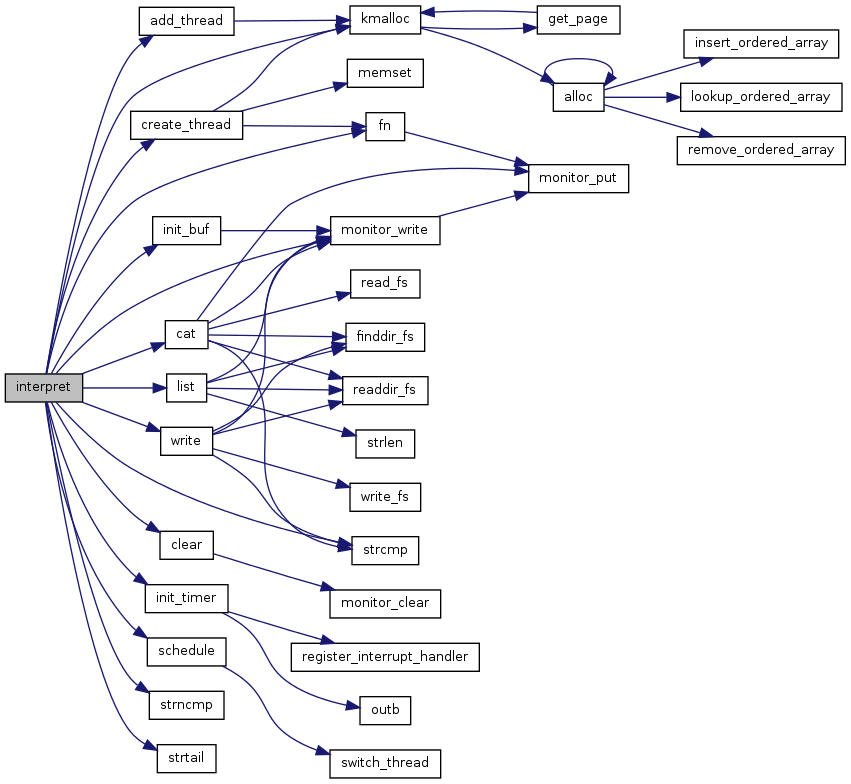 interpret
add_thread
create_thread
init_buf
cat
list
write
clear
init_timer
schedule
strncmp
strtail
kmalloc
memset
fn
monitor_write
read_fs
finddir_fs
readdir_fs
strlen
write_fs
strcmp
monitor_clear
register_interrupt_handler
outb
switch_thread
get_page
alloc
monitor_put
insert_ordered_array
lookup_ordered_array
remove_ordered_array